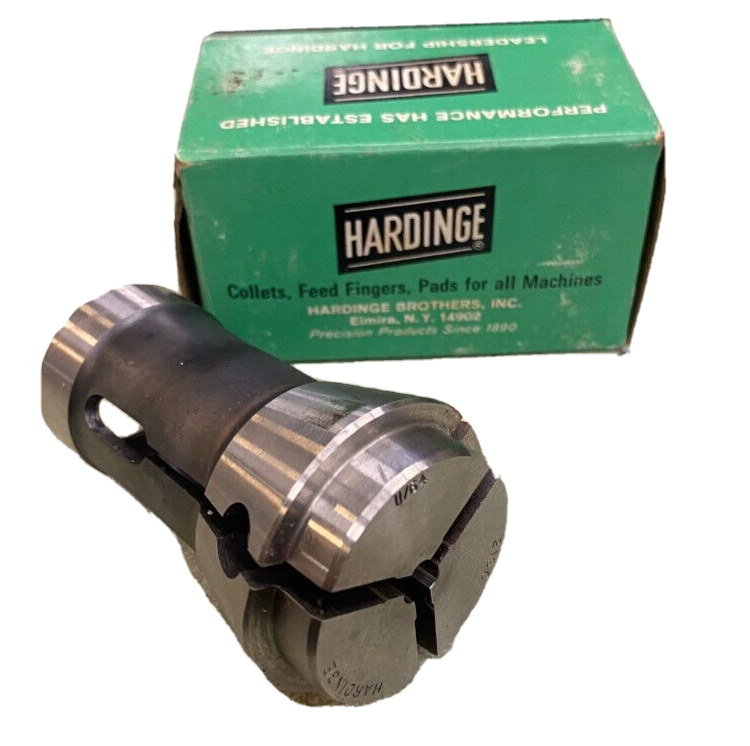 LEADERSHIP FOR HARDINGE
HARDINGE
PERFORMANCE HAS ESTABLISHED
HARDINGE®
Collets, Feed Fingers, Pads for all Machines
HARDINGE BROTHERS, INC.
Elmira, N.Y. 14902
Precision Products Since 1890
11/64
HARDINGE